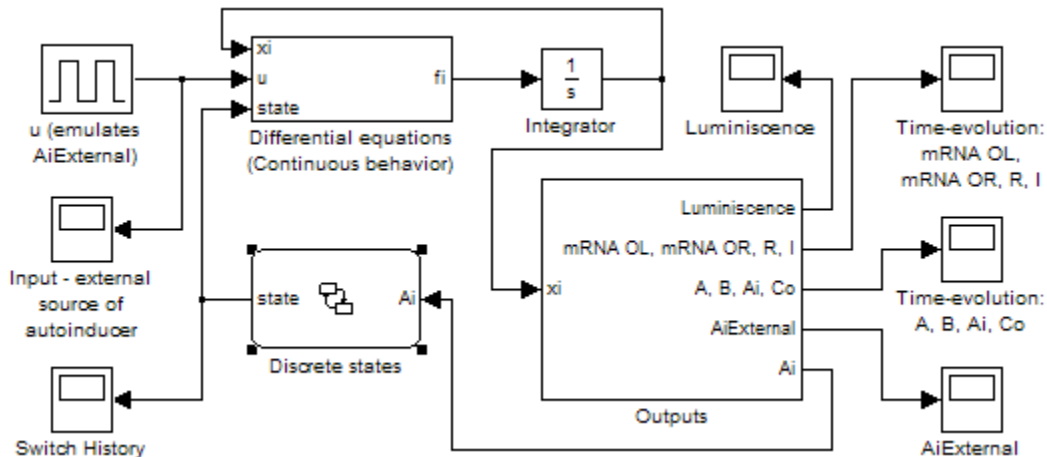 xi
u
state
fi
1
s
u (emulates
AiExternal)
Differential equations
(Continuous behavior)
Integrator
Luminiscence
Time-evolution:
mRNA OL,
mRNA OR, R, I
Input - external
source of
autoinducer
state
Ai
Discrete states
xi
Luminiscence
mRNA OL, mRNA OR, R, I
A, B, Ai, Co
AiExternal
Ai
Outputs
Time-evolution:
A, B, Ai, Co
Switch History
AiExternal